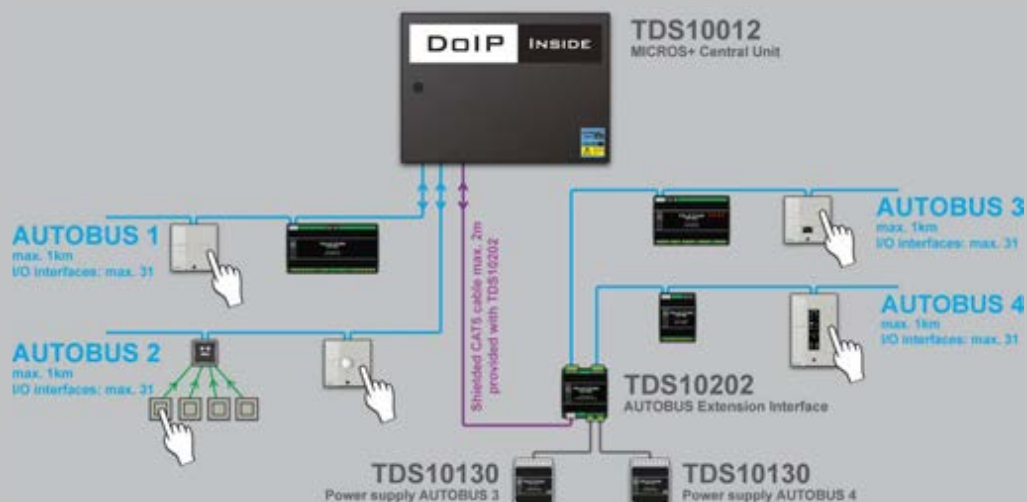 DoIP INSIDE
TDS10012
MICROS+ Central Unit
AUTOBUS 1
max. 1km
I/O interfaces: max. 31
AUTOBUS 2
max. 1km
I/O interfaces: max. 31
Shielded CAT5 cable max. 2m
provided with TDS10202
AUTOBUS 3
max. 1km
I/O interfaces: max. 31
AUTOBUS 4
max. 1km
I/O interfaces: max. 31
TDS10202
AUTOBUS Extension Interface
TDS10130
Power supply AUTOBUS 3
TDS10130
Power supply AUTOBUS 4